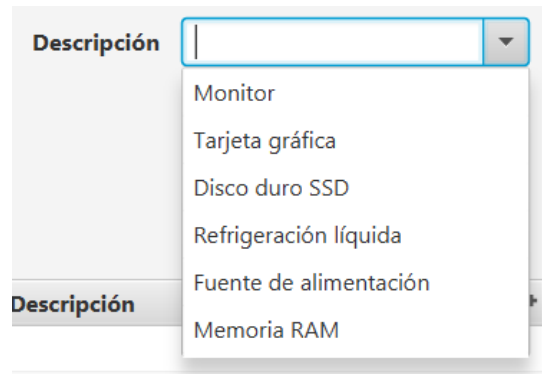 Descripción
Monitor
Tarjeta gráfica
Disco duro SSD
Refrigeración líquida
Fuente de alimentación
Descripción
Memoria RAM